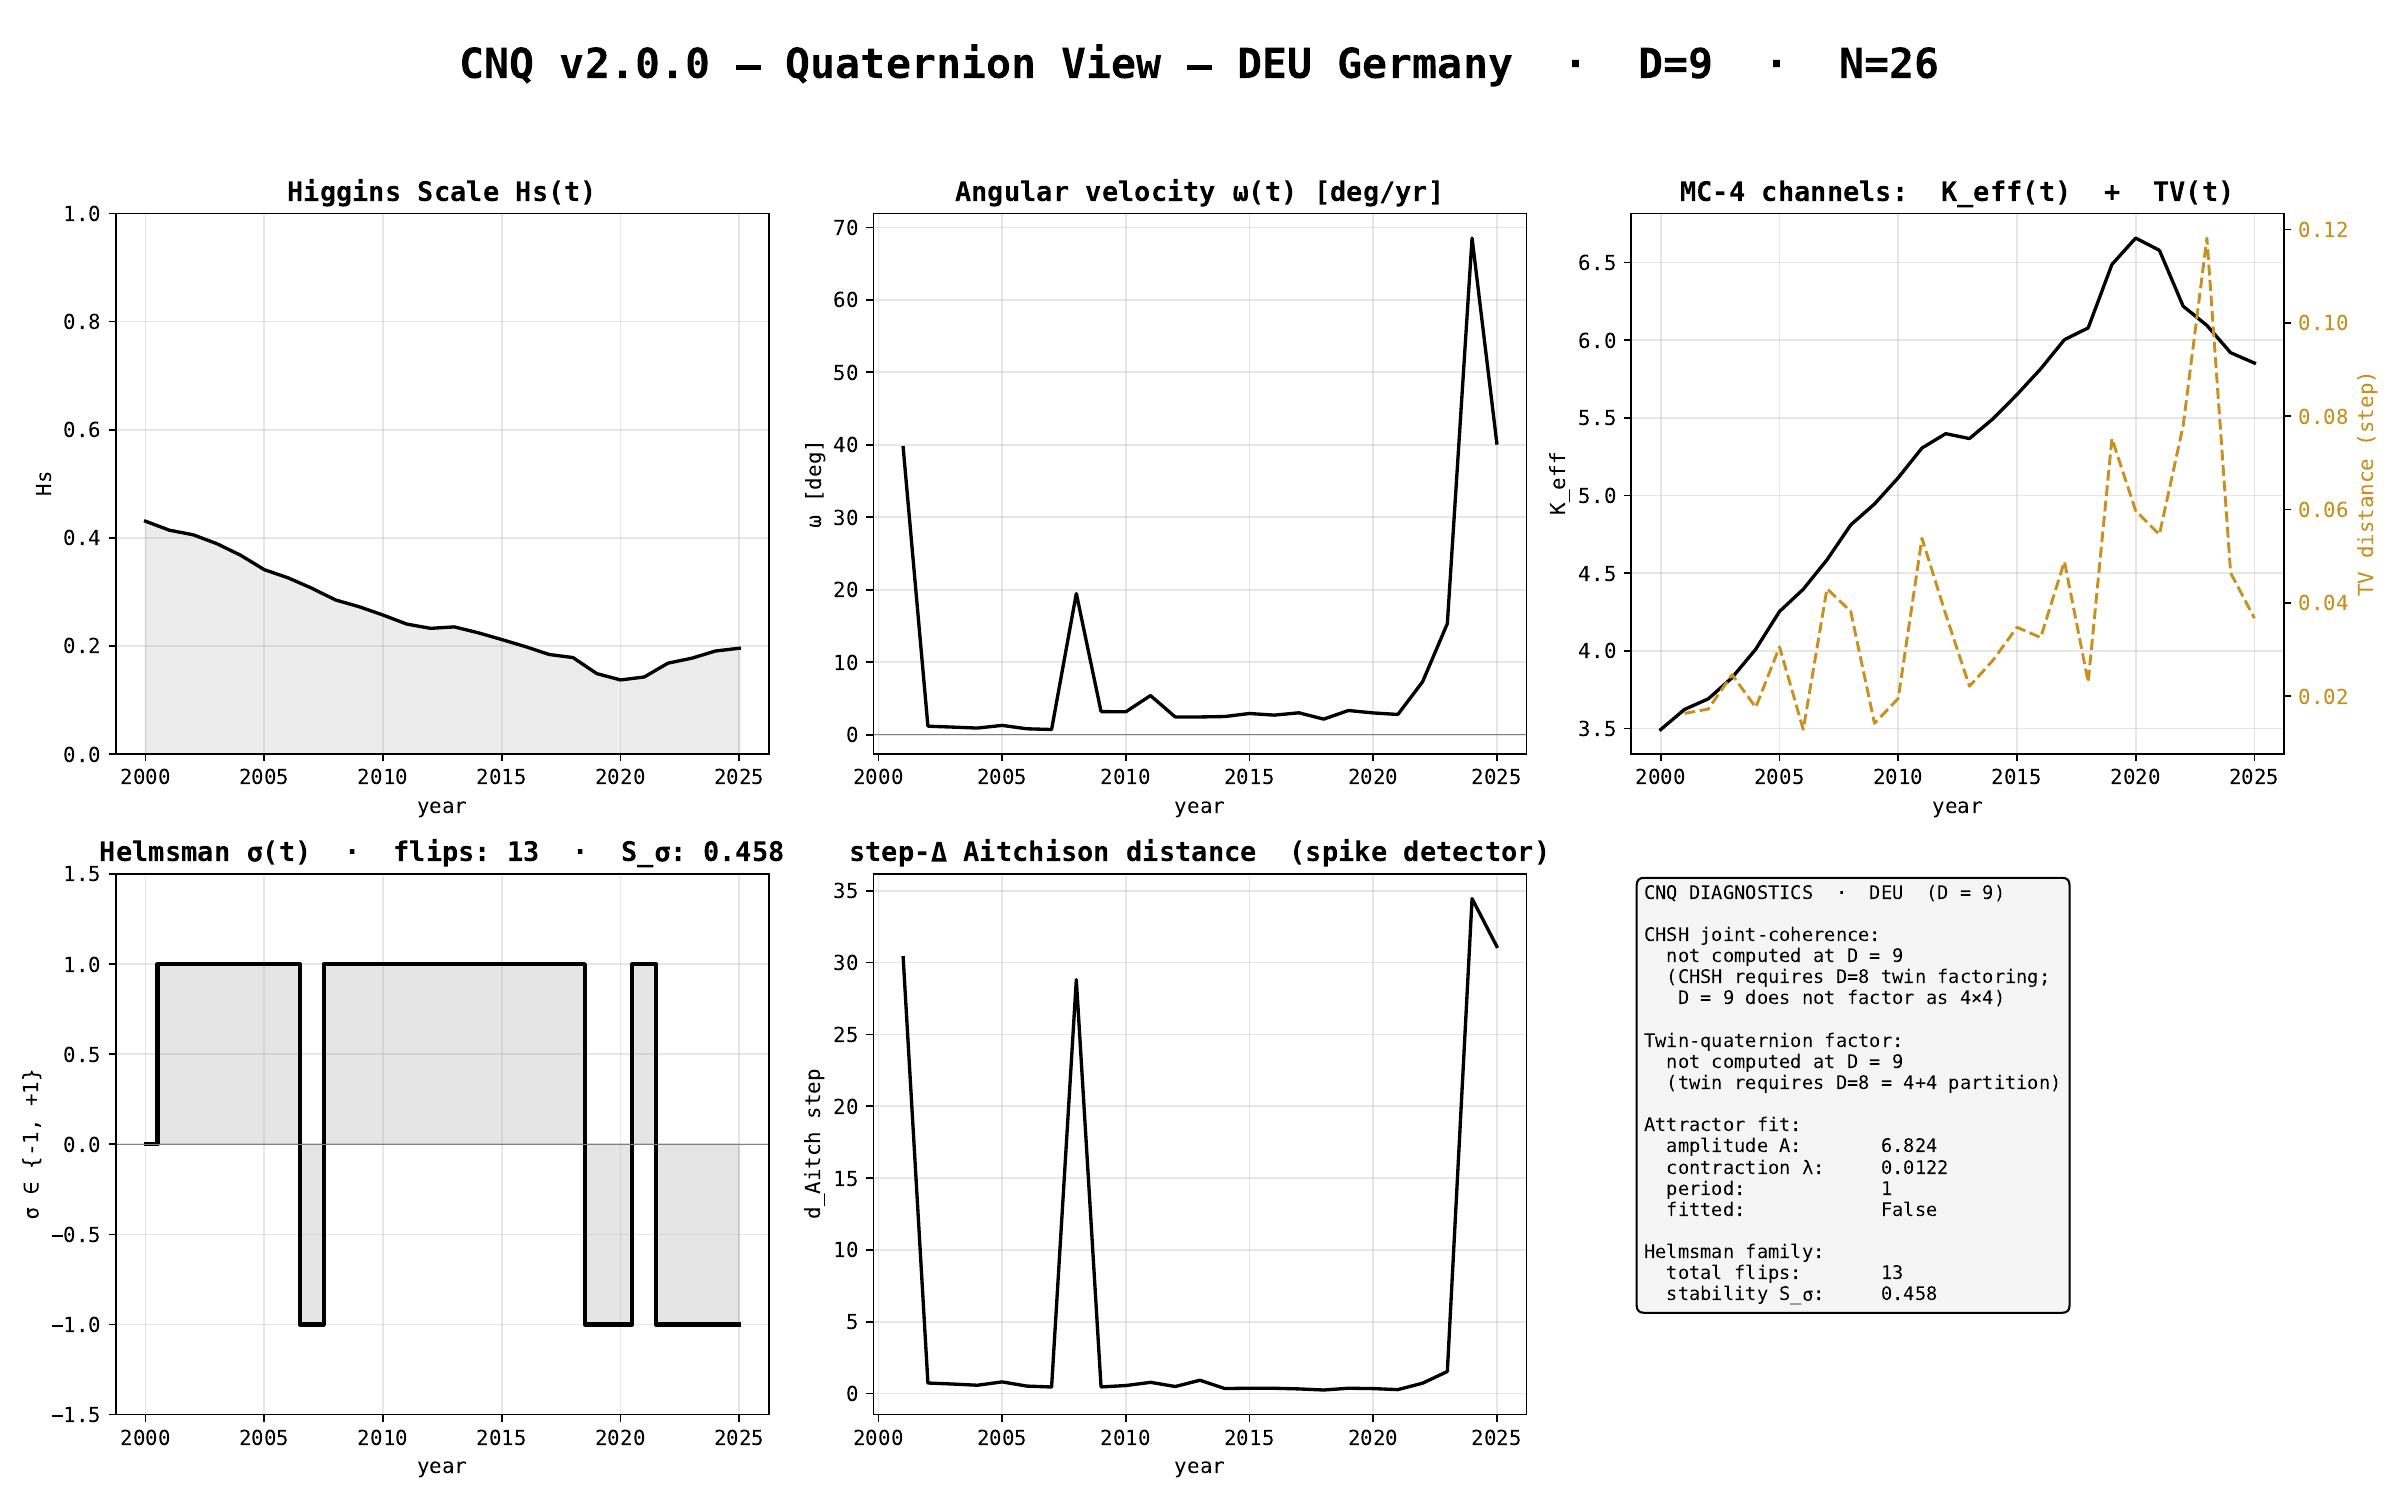 CNQ v2.0.0 — Quaternion View — DEU Germany · D=9 · N=26
Higgins Scale Hs(t)
1.0
0.8
0.6
0.4
0.2
0.0
Hs
2000 2005 2010 2015 2020 2025
year
Angular velocity ω(t) [deg/yr]
70
60
50
40
30
20
10
0
ω [deg]
2000 2005 2010 2015 2020 2025
year
MC-4 channels: K_eff(t) + TV(t)
6.5
6.0
5.5
5.0
4.5
4.0
3.5
K_eff
0.12
0.10
0.08
0.06
0.04
0.02
TV distance (step)
2000 2005 2010 2015 2020 2025
year
Helmsman σ(t) · flips: 13 · S_σ: 0.458
1.5
1.0
0.5
0.0
−0.5
−1.0
−1.5
σ ∈ {-1, +1}
2000 2005 2010 2015 2020 2025
year
step-Δ Aitchison distance (spike detector)
35
30
25
20
15
10
5
0
d_Aitch step
2000 2005 2010 2015 2020 2025
year
CNQ DIAGNOSTICS · DEU (D = 9)
CHSH joint-coherence:
not computed at D = 9
(CHSH requires D=8 twin factoring;
D = 9 does not factor as 4×4)
Twin-quaternion factor:
not computed at D = 9
(twin requires D=8 = 4+4 partition)
Attractor fit:
amplitude A: 6.824
contraction λ: 0.0122
period: 1
fitted: False
Helmsman family:
total flips: 13
stability S_σ: 0.458